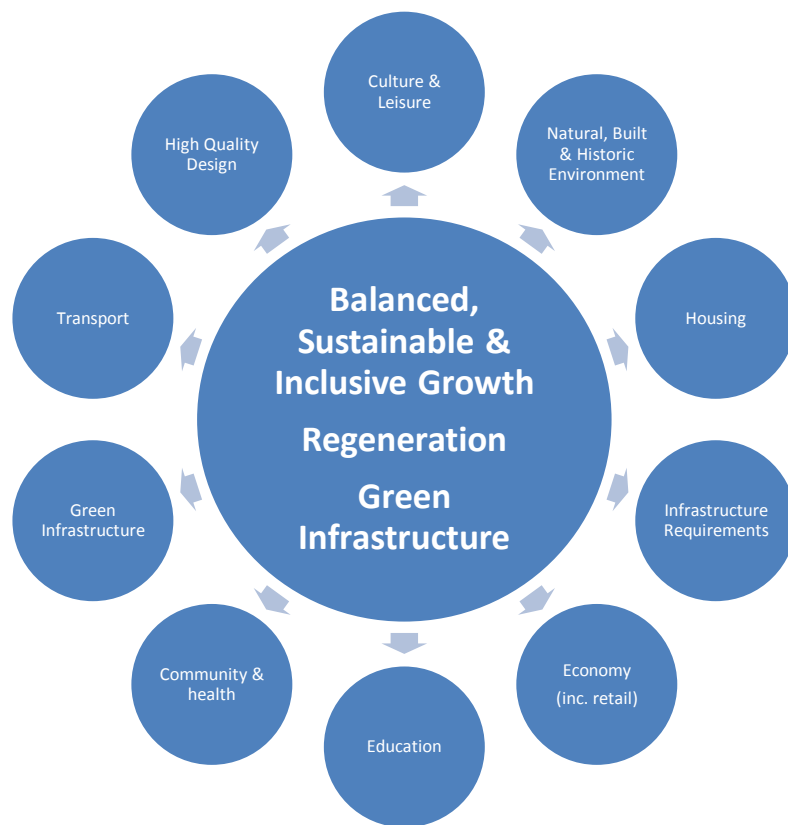 Culture &
Leisure
High Quality
Design
Natural, Built
& Historic
Environment
Balanced,
Sustainable &
Inclusive Growth
Regeneration
Green
Infrastructure
Transport
Housing
Green
Infrastructure
Infrastructure
Requirements
Community &
health
Economy
(inc. retail)
Education